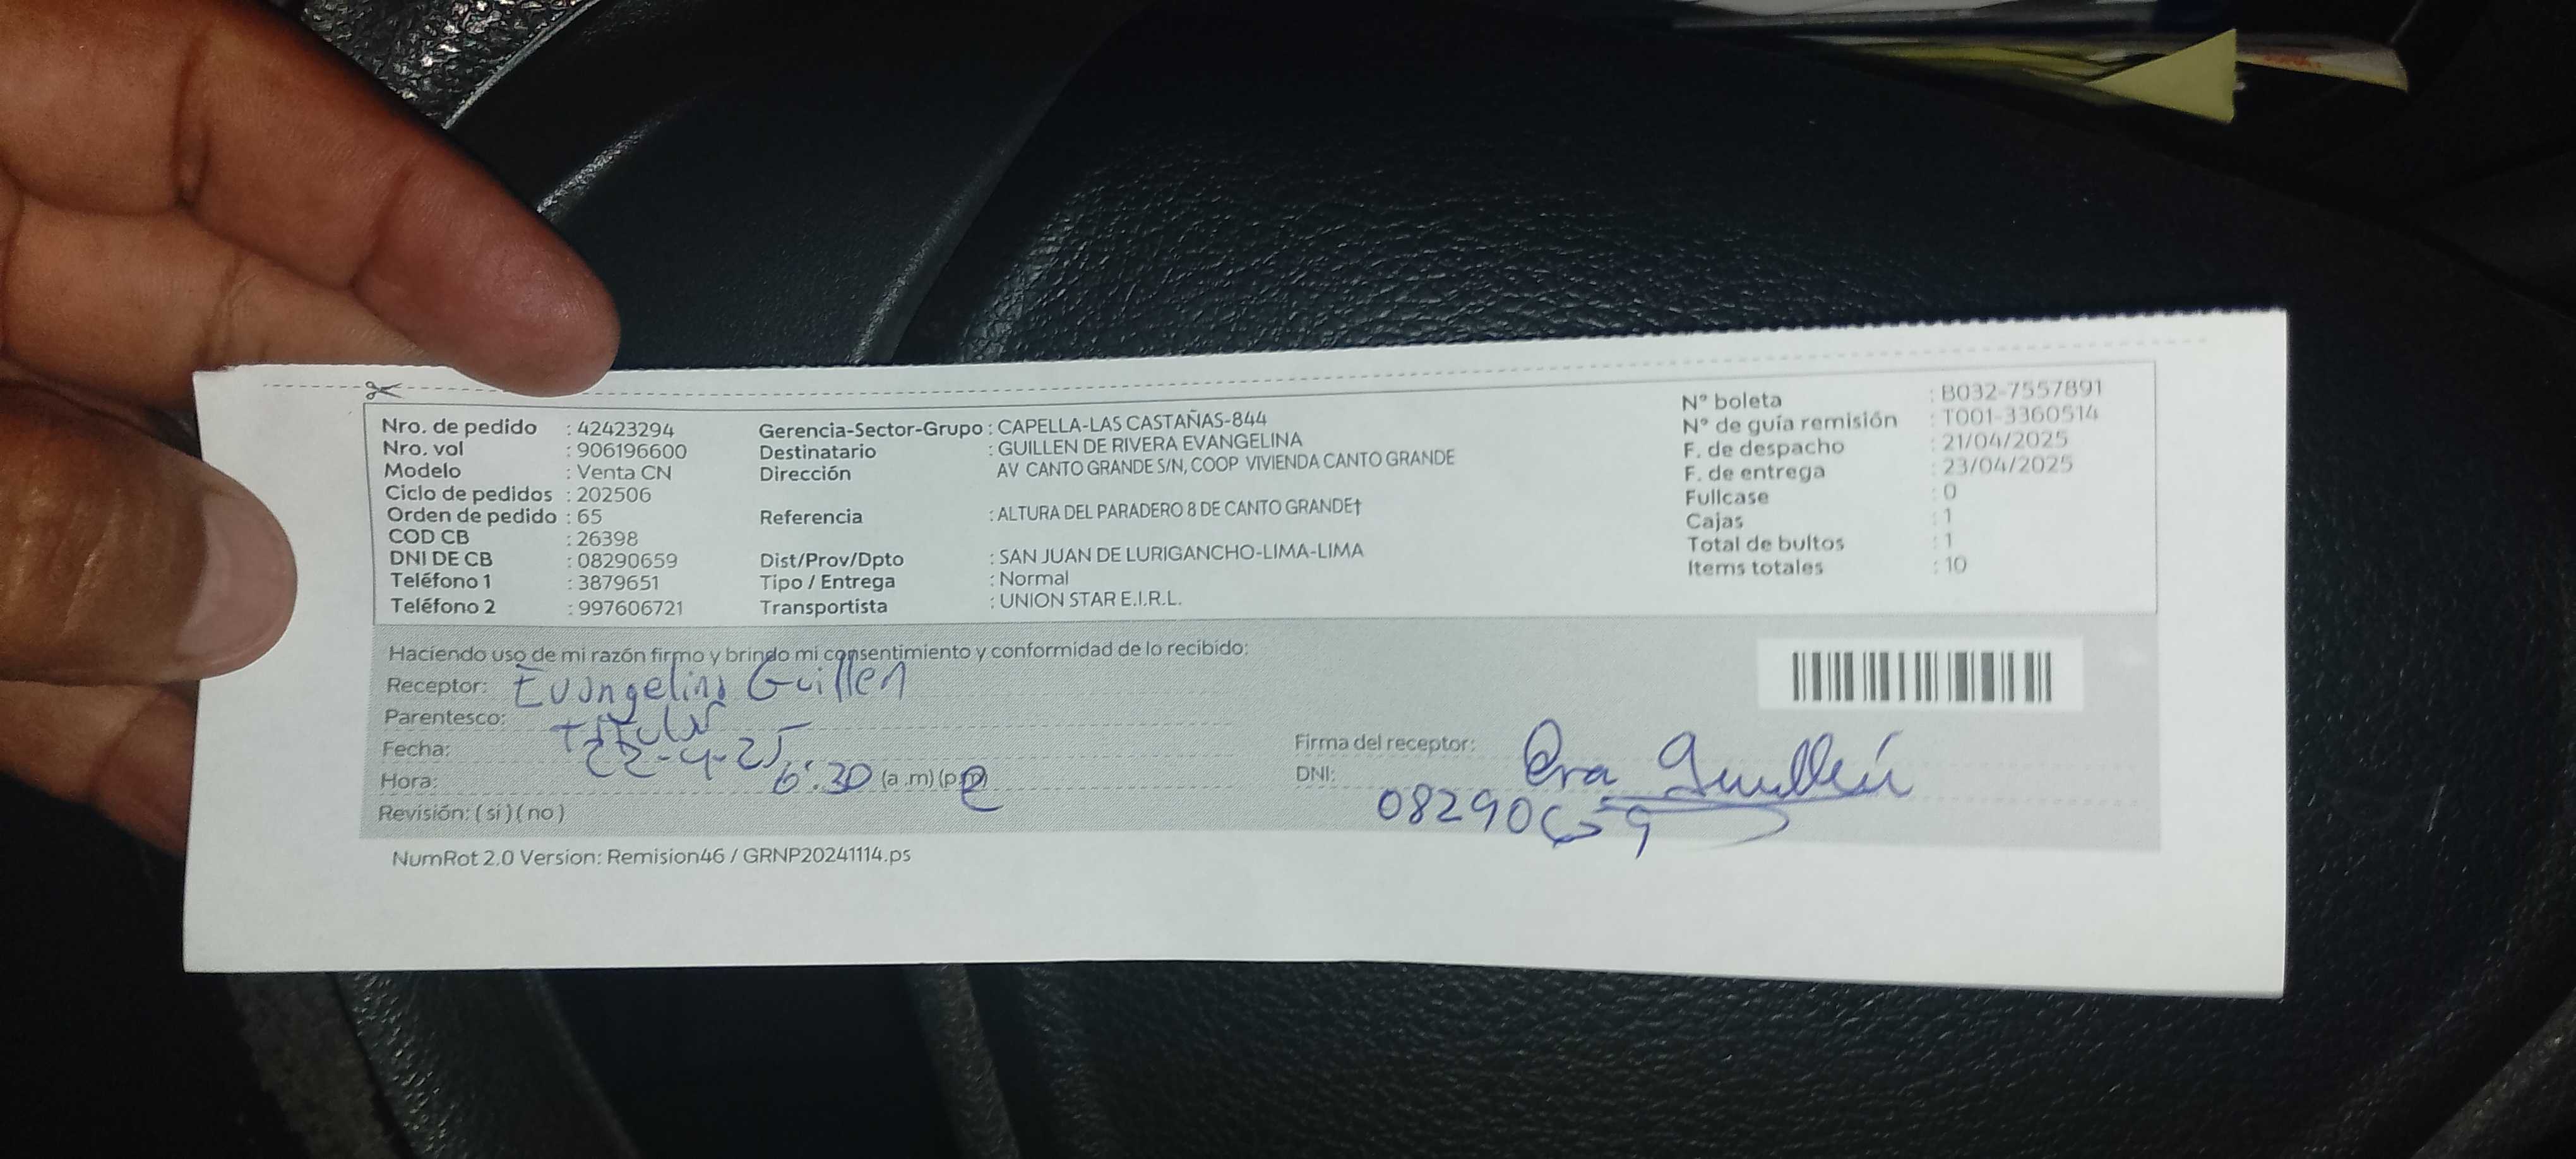 Nro. de pedido : 42423294
Nro. vol : 906196600
Modelo : Venta CN
Ciclo de pedidos : 202506
Orden de pedido : 65
COD CB : 26398
DNI DE CB : 08290659
Teléfono 1 : 3879651
Teléfono 2 : 997606721
Gerencia-Sector-Grupo : CAPELLA-LAS CASTAÑAS-844
Destinatario : GUILLEN DE RIVERA EVANGELINA
Dirección AV CANTO GRANDE S/N, COOP VIVIENDA CANTO GRANDE
Referencia : ALTURA DEL PARADERO 8 DE CANTO GRANDE†
Dist/Prov/Dpto : SAN JUAN DE LURIGANCHO-LIMA-LIMA
Tipo / Entrega : Normal
Transportista : UNION STAR E.I.R.L.
N° boleta : B032-7557891
N° de guía remisión : T001-3360514
F. de despacho : 21/04/2025
F. de entrega : 23/04/2025
Fullcase : 0
Cajas : 1
Total de bultos : 1
Items totales : 10
Haciendo uso de mi razón firmo y brindo mi consentimiento y conformidad de lo recibido:
Receptor: Evangelina Guillen
Parentesco: titular
Fecha: 22-4-25
Hora: 6:30 (a .m) (p.m)
Revisión: ( si ) ( no )
Firma del receptor: Eva Guillén
DNI: 08290659
NumRot 2.0 Version: Remision46 / GRNP20241114.ps